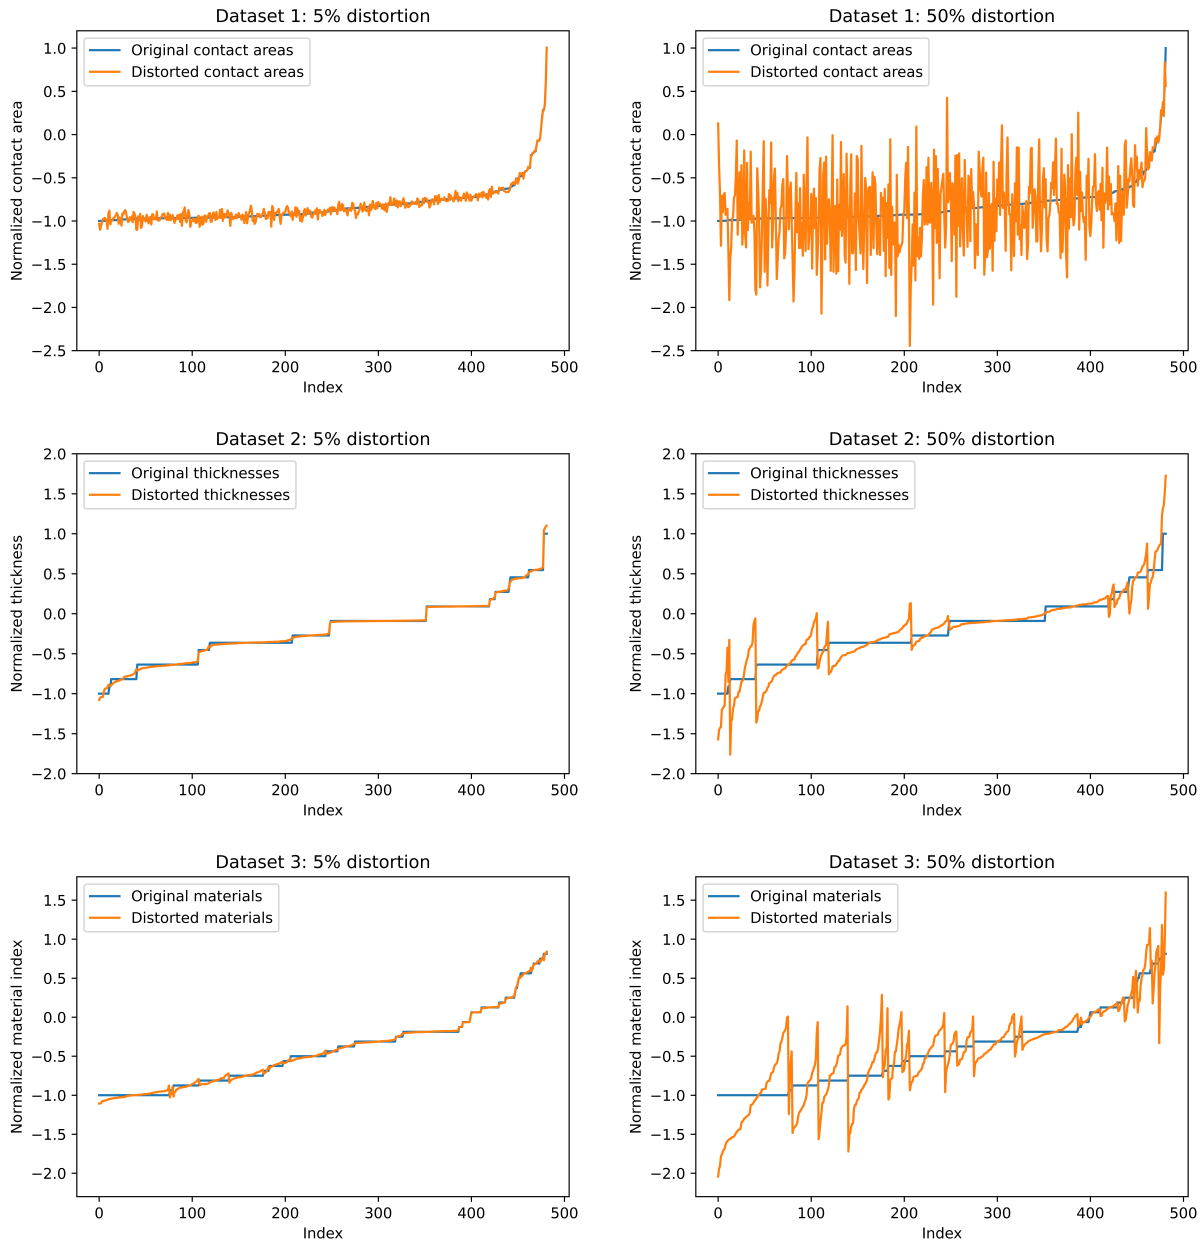 Dataset 1: 5% distortion
Original contact areas
Distorted contact areas
Normalized contact area
1.0
0.5
0.0
−0.5
−1.0
−1.5
−2.0
−2.5
0 100 200 300 400 500
Index
Dataset 1: 50% distortion
Original contact areas
Distorted contact areas
Normalized contact area
1.0
0.5
0.0
−0.5
−1.0
−1.5
−2.0
−2.5
0 100 200 300 400 500
Index
Dataset 2: 5% distortion
Original thicknesses
Distorted thicknesses
Normalized thickness
2.0
1.5
1.0
0.5
0.0
−0.5
−1.0
−1.5
−2.0
0 100 200 300 400 500
Index
Dataset 2: 50% distortion
Original thicknesses
Distorted thicknesses
Normalized thickness
2.0
1.5
1.0
0.5
0.0
−0.5
−1.0
−1.5
−2.0
0 100 200 300 400 500
Index
Dataset 3: 5% distortion
Original materials
Distorted materials
Normalized material index
1.5
1.0
0.5
0.0
−0.5
−1.0
−1.5
−2.0
0 100 200 300 400 500
Index
Dataset 3: 50% distortion
Original materials
Distorted materials
Normalized material index
1.5
1.0
0.5
0.0
−0.5
−1.0
−1.5
−2.0
0 100 200 300 400 500
Index